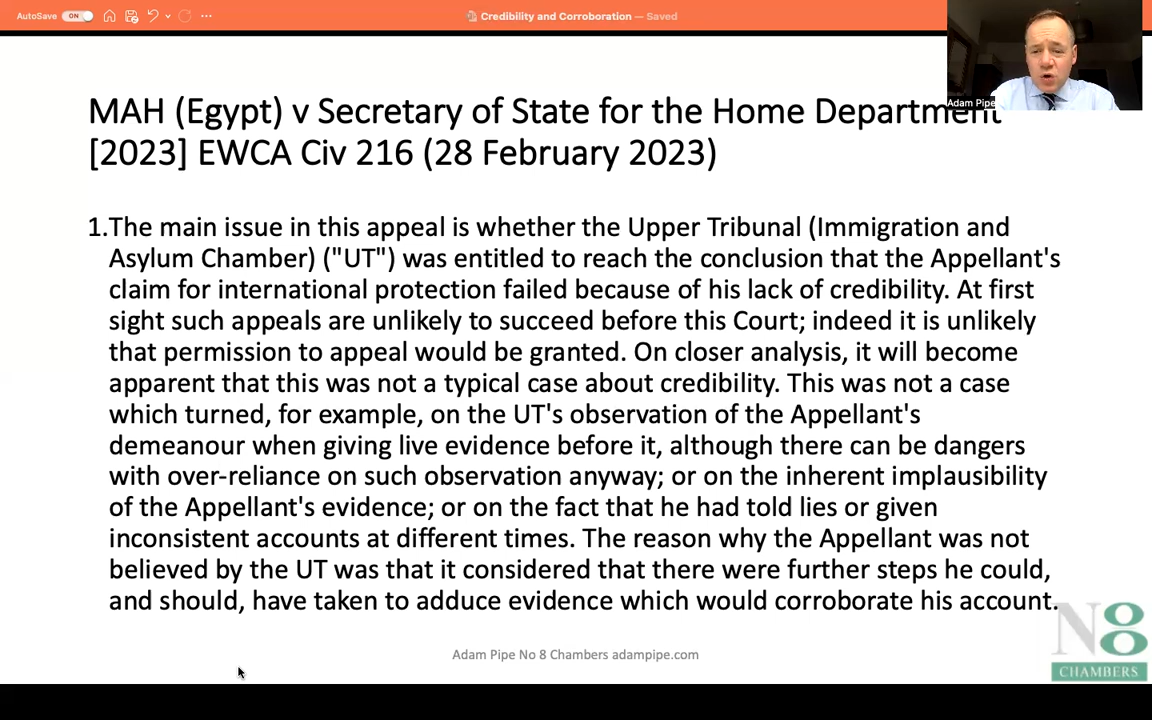 AutoSave ON
Credibility and Corroboration — Saved
Adam Pipe
MAH (Egypt) v Secretary of State for the Home Department
[2023] EWCA Civ 216 (28 February 2023)
1.The main issue in this appeal is whether the Upper Tribunal (Immigration and
Asylum Chamber) ("UT") was entitled to reach the conclusion that the Appellant's
claim for international protection failed because of his lack of credibility. At first
sight such appeals are unlikely to succeed before this Court; indeed it is unlikely
that permission to appeal would be granted. On closer analysis, it will become
apparent that this was not a typical case about credibility. This was not a case
which turned, for example, on the UT's observation of the Appellant's
demeanour when giving live evidence before it, although there can be dangers
with over-reliance on such observation anyway; or on the inherent implausibility
of the Appellant's evidence; or on the fact that he had told lies or given
inconsistent accounts at different times. The reason why the Appellant was not
believed by the UT was that it considered that there were further steps he could,
and should, have taken to adduce evidence which would corroborate his account.
Adam Pipe No 8 Chambers adampipe.com
N8
CHAMBERS